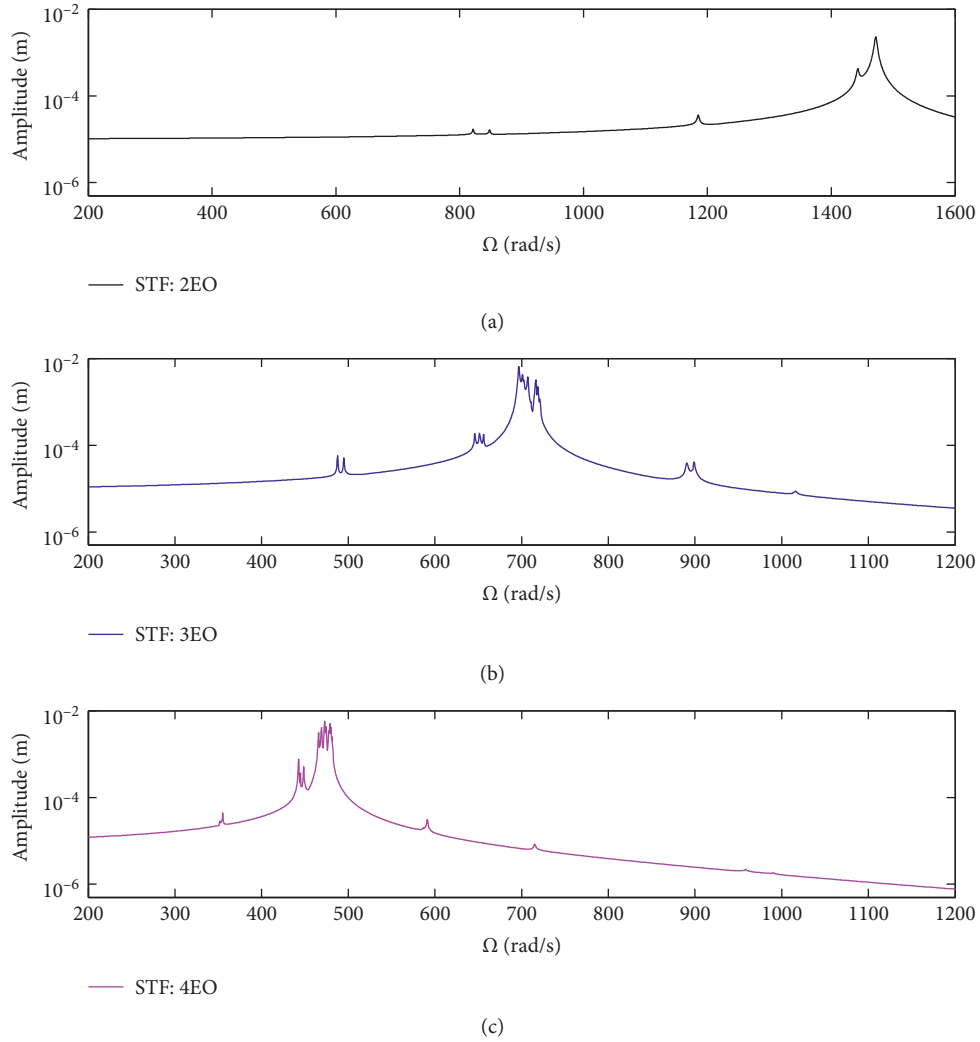 10⁻²
10⁻⁴
10⁻⁶
Amplitude (m)
200 400 600 800 1000 1200 1400 1600
Ω (rad/s)
STF: 2EO
(a)
10⁻²
10⁻⁴
10⁻⁶
Amplitude (m)
200 300 400 500 600 700 800 900 1000 1100 1200
Ω (rad/s)
STF: 3EO
(b)
10⁻²
10⁻⁴
10⁻⁶
Amplitude (m)
200 300 400 500 600 700 800 900 1000 1100 1200
Ω (rad/s)
STF: 4EO
(c)